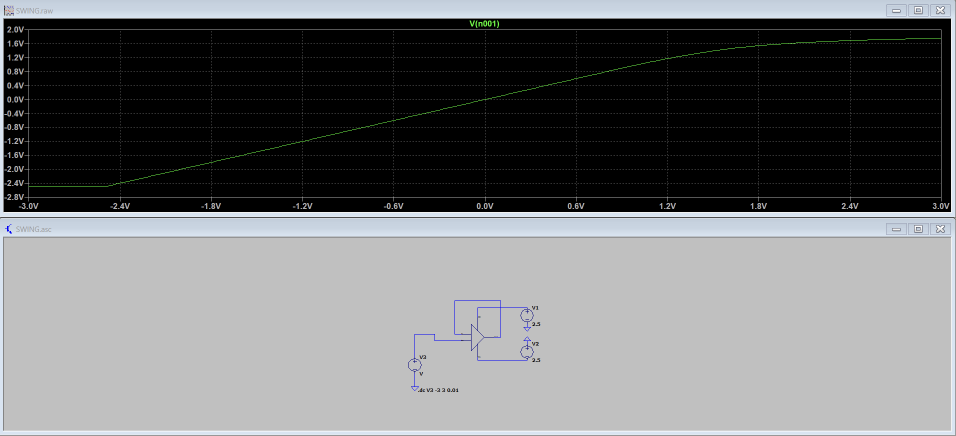 SWING.raw
V(n001)
2.0V
1.6V
1.2V
0.8V
0.4V
0.0V
-0.4V
-0.8V
-1.2V
-1.6V
-2.0V
-2.4V
-2.8V
-3.0V -2.4V -1.8V -1.2V -0.6V 0.0V 0.6V 1.2V 1.8V 2.4V 3.0V
SWING.asc
V1
2.5
V2
2.5
V3
V
.dc V3 -3 3 0.01